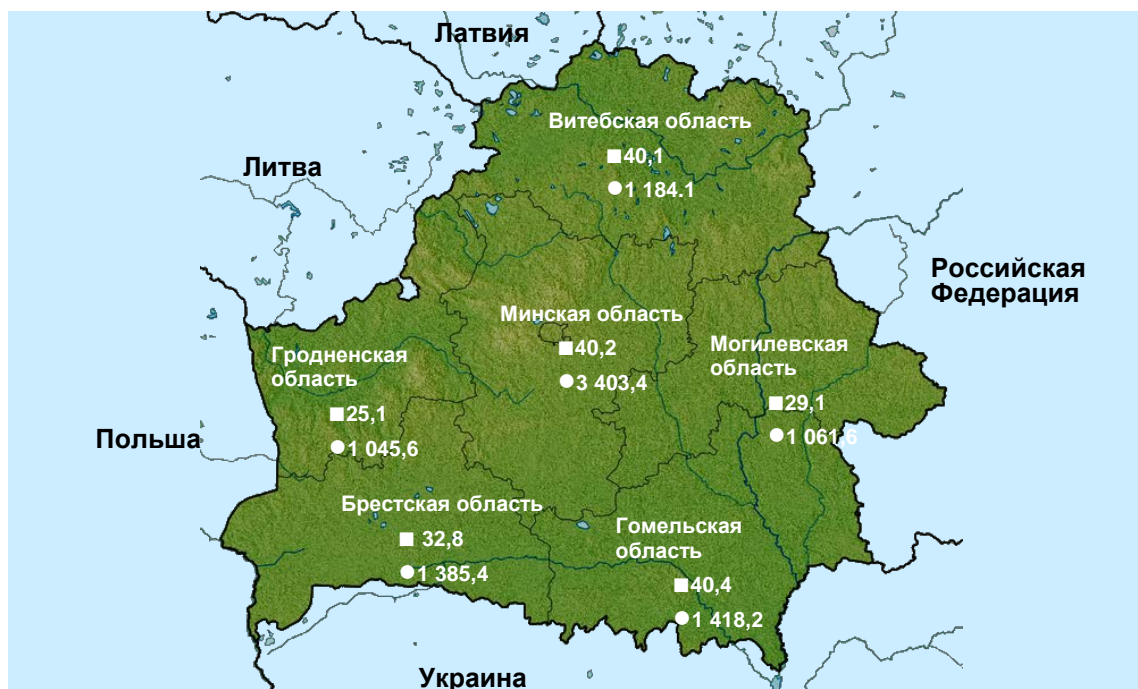 Латвия
Витебская область
40,1
1 184.1
Литва
Российская
Федерация
Минская область
40,2
3 403,4
Могилевская
область
29,1
1 061,6
Гродненская
область
25,1
1 045,6
Польша
Брестская область
32,8
1 385,4
Гомельская
область
40,4
1 418,2
Украина